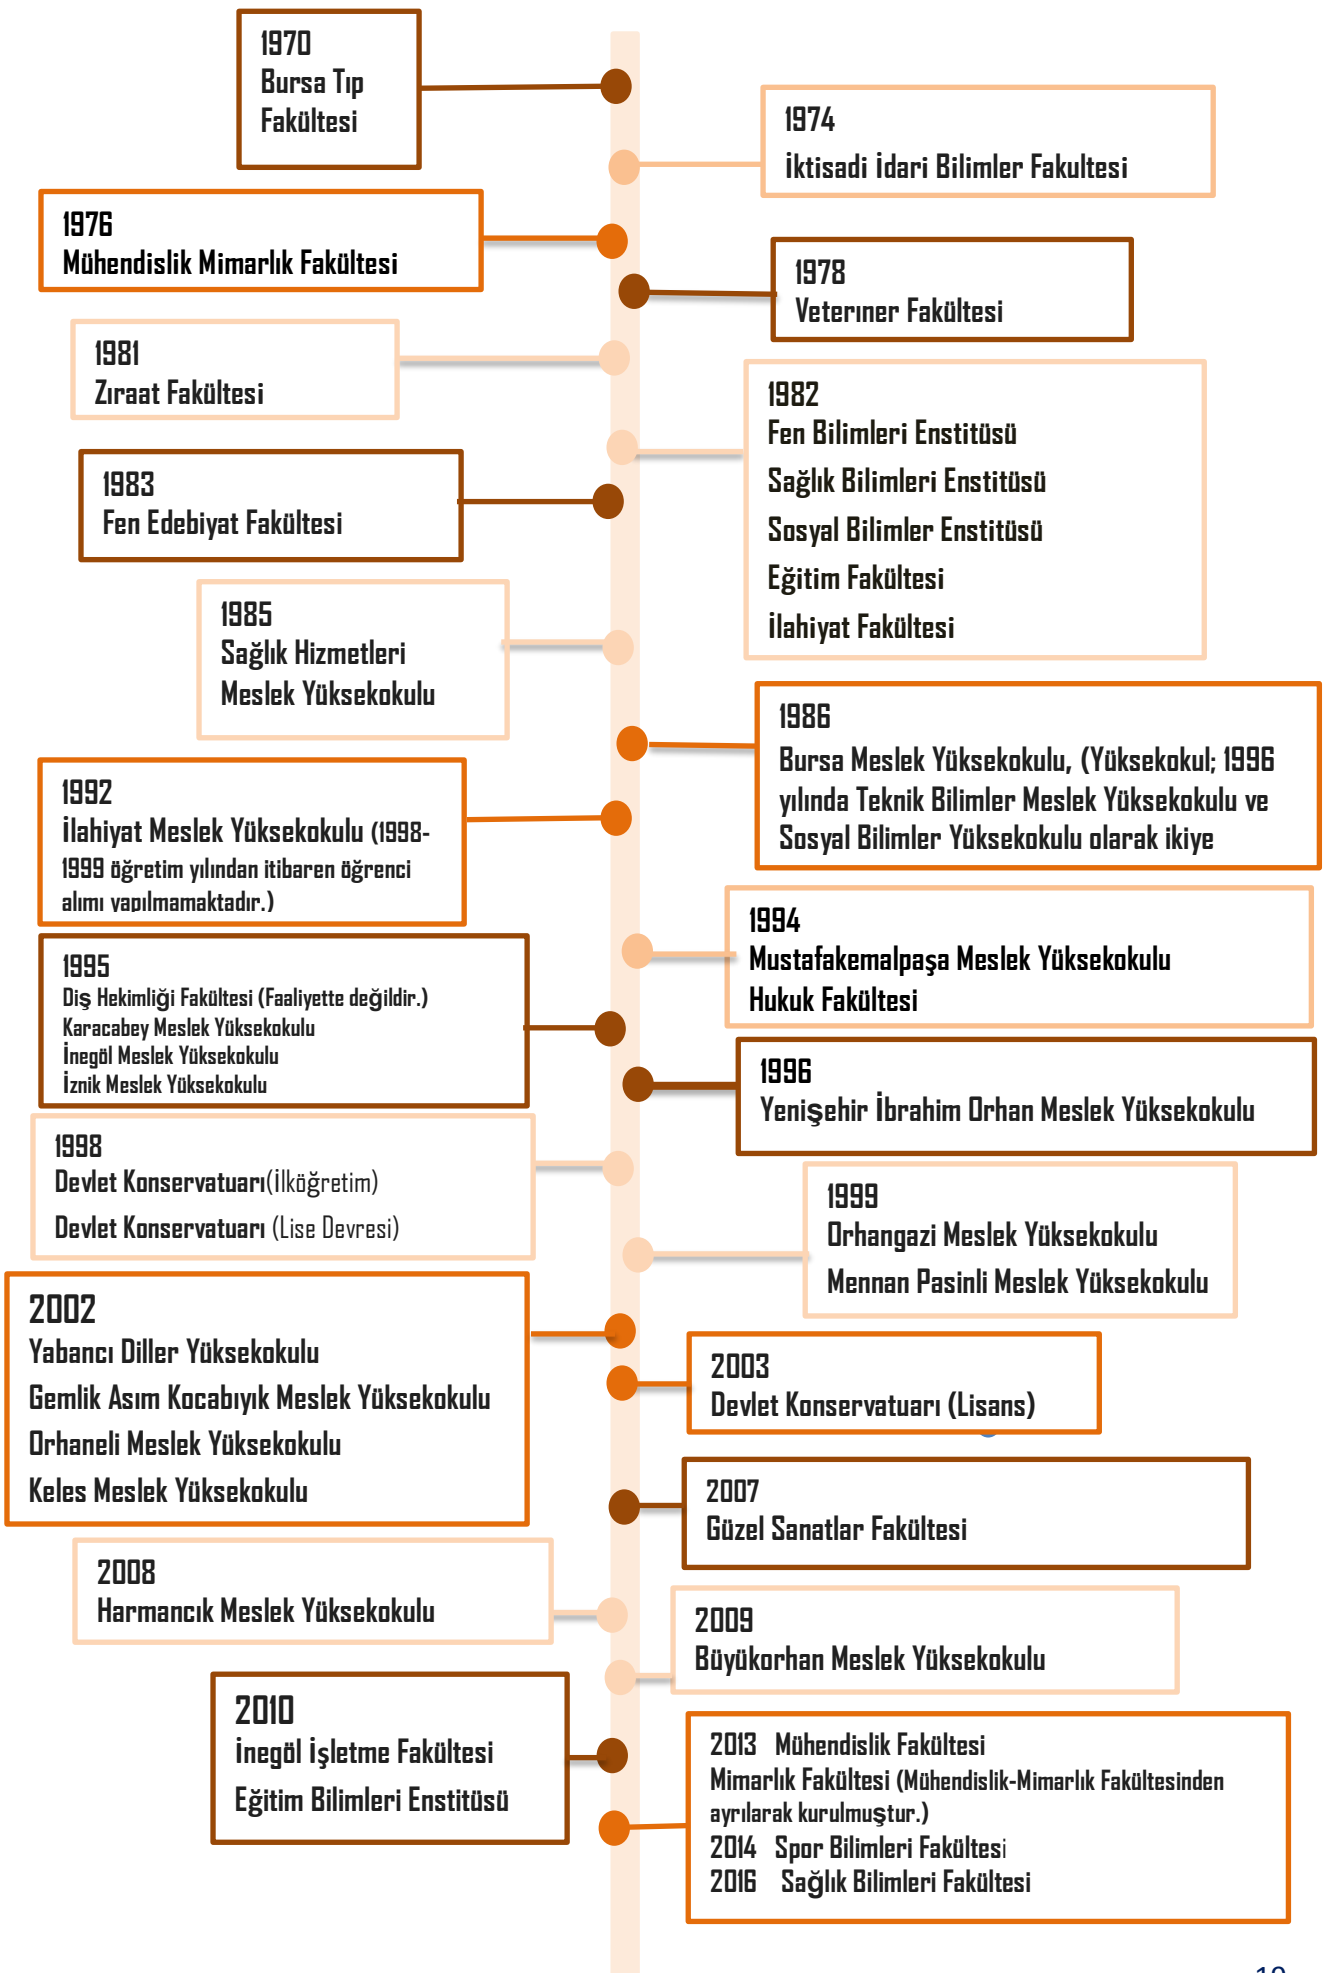 1970
Bursa Tıp
Fakültesi
1974
İktisadi İdari Bilimler Fakultesi
1976
Mühendislik Mimarlık Fakültesi
1978
Veterıner Fakültesi
1981
Zıraat Fakültesi
1982
Fen Bilimleri Enstitüsü
Sağlık Bilimleri Enstitüsü
Sosyal Bilimler Enstitüsü
Eğitim Fakültesi
İlahiyat Fakültesi
1983
Fen Edebiyat Fakültesi
1985
Sağlık Hizmetleri
Meslek Yüksekokulu
1986
Bursa Meslek Yüksekokulu, (Yüksekokul; 1996
yılında Teknik Bilimler Meslek Yüksekokulu ve
Sosyal Bilimler Yüksekokulu olarak ikiye
1992
İlahiyat Meslek Yüksekokulu (1998-
1999 öğretim yılından itibaren öğrenci
alımı yapılmamaktadır.)
1994
Mustafakemalpaşa Meslek Yüksekokulu
Hukuk Fakültesi
1995
Diş Hekimliği Fakültesi (Faaliyette değildir.)
Karacabey Meslek Yüksekokulu
İnegöl Meslek Yüksekokulu
İznik Meslek Yüksekokulu
1996
Yenişehir İbrahim Orhan Meslek Yüksekokulu
1998
Devlet Konservatuarı(İlköğretim)
Devlet Konservatuarı (Lise Devresi)
1999
Orhangazi Meslek Yüksekokulu
Mennan Pasinli Meslek Yüksekokulu
2002
Yabancı Diller Yüksekokulu
Gemlik Asım Kocabıyık Meslek Yüksekokulu
Orhaneli Meslek Yüksekokulu
Keles Meslek Yüksekokulu
2003
Devlet Konservatuarı (Lisans)
2007
Güzel Sanatlar Fakültesi
2008
Harmancık Meslek Yüksekokulu
2009
Büyükorhan Meslek Yüksekokulu
2010
İnegöl İşletme Fakültesi
Eğitim Bilimleri Enstitüsü
2013 Mühendislik Fakültesi
Mimarlık Fakültesi (Mühendislik-Mimarlık Fakültesinden
ayrılarak kurulmuştur.)
2014 Spor Bilimleri Fakültesi
2016 Sağlık Bilimleri Fakültesi